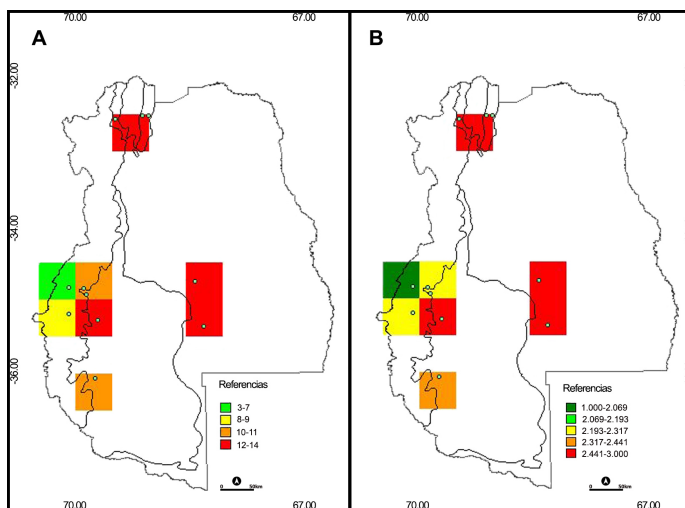 70.00
67.00
70.00
67.00
A
B
32.00
34.00
36.00
Referencias
3-7
8-9
10-11
12-14
A
50km
Referencias
1.000-2.069
2.069-2.193
2.193-2.317
2.317-2.441
2.441-3.000
A
50km
70.00
67.00
70.00
67.00